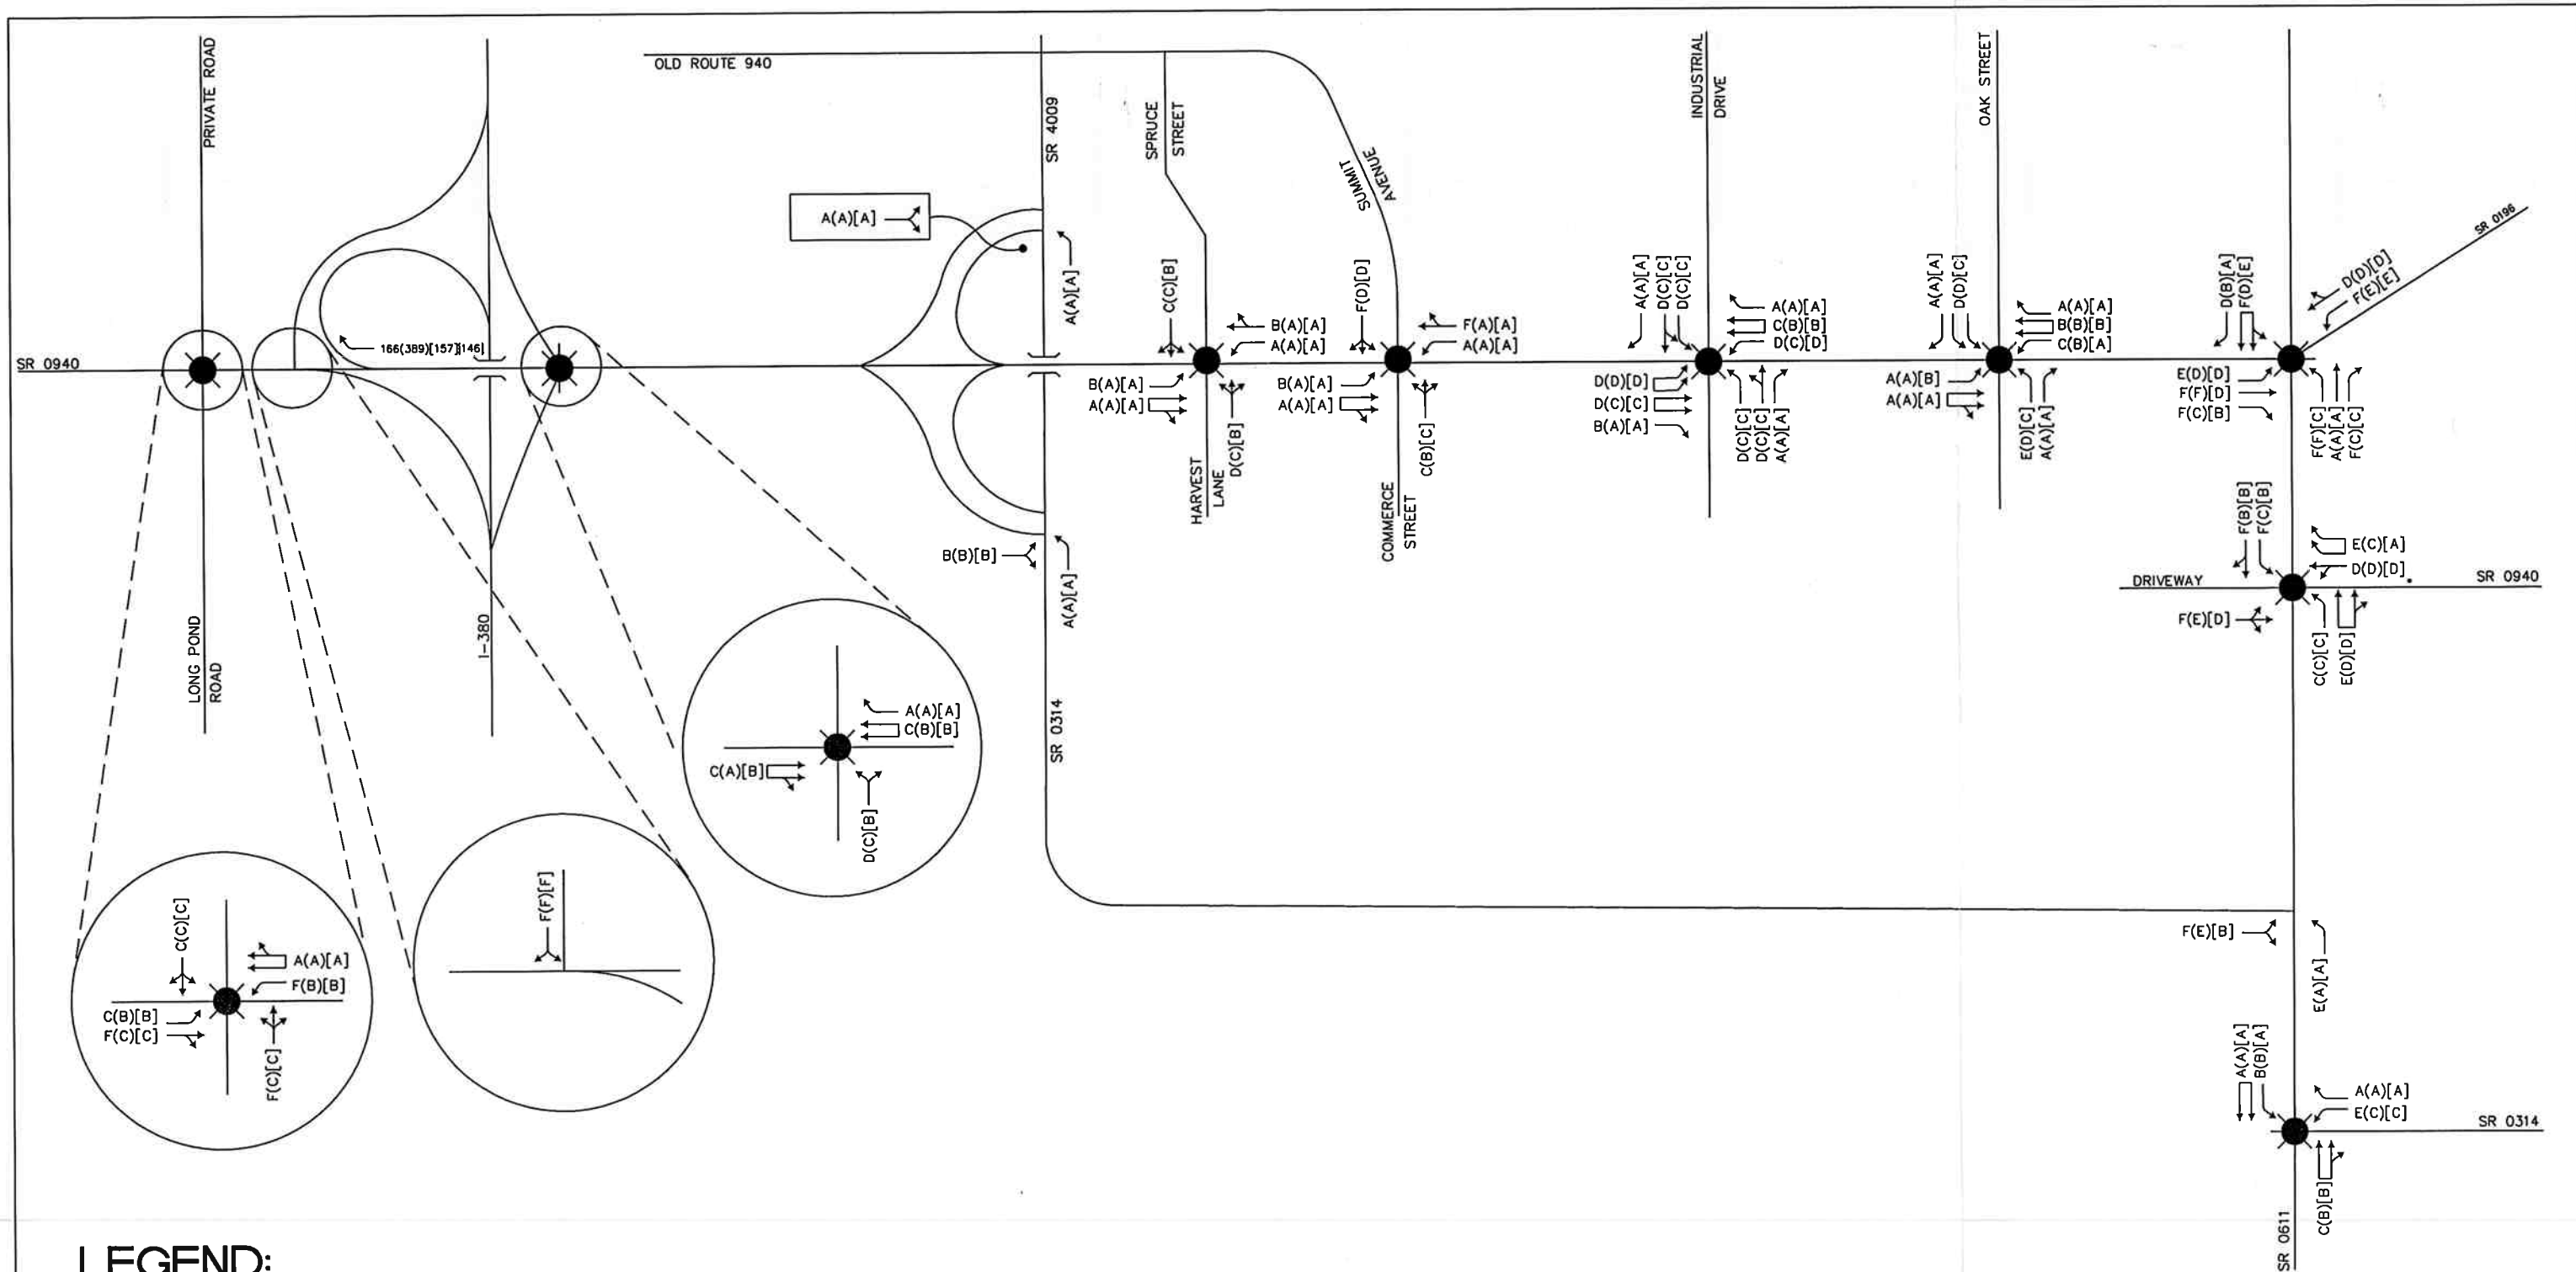 PRIVATE ROAD
OLD ROUTE 940
SR 4009
SPRUCE
STREET
SUMMIT
AVENUE
INDUSTRIAL
DRIVE
OAK STREET
SR 0196
A(A)[A]
A(A)[A]
166(389)[157]
SR 0940
C(C)[B]
B(A)[A]
A(A)[A]
B(A)[A]
A(A)[A]
D(C)[B]
HARVEST
LANE
F(D)[D]
F(A)[A]
A(A)[A]
B(A)[A]
A(A)[A]
C(B)[C]
COMMERCE
STREET
A(A)[A]
D(C)[C]
D(C)[C]
A(A)[A]
C(B)[B]
D(C)[D]
D(D)[D]
D(C)[C]
B(A)[A]
D(C)[C]
D(C)[C]
A(A)[A]
A(A)[A]
D(D)[C]
A(A)[A]
B(B)[B]
C(B)[A]
A(A)[B]
A(A)[A]
E(D)[C]
A(A)[A]
D(B)[A]
F(D)[E]
D(D)[D]
F(E)[E]
E(D)[D]
F(F)[D]
F(C)[B]
F(F)[C]
A(A)[A]
F(C)[C]
F(B)[B]
F(C)[B]
E(C)[A]
D(D)[D]
DRIVEWAY
SR 0940
F(E)[D]
C(C)[C]
E(D)[D]
B(B)[B]
A(A)[A]
LONG POND
ROAD
I-380
SR 0314
A(A)[A]
C(B)[B]
C(A)[B]
D(C)[B]
F(F)[F]
C(C)[C]
A(A)[A]
F(B)[B]
C(B)[B]
F(C)[C]
F(C)[C]
F(E)[B]
E(A)[A]
A(A)[A]
B(B)[A]
A(A)[A]
E(C)[C]
SR 0314
C(B)[B]
SR 0611
LEGEND: